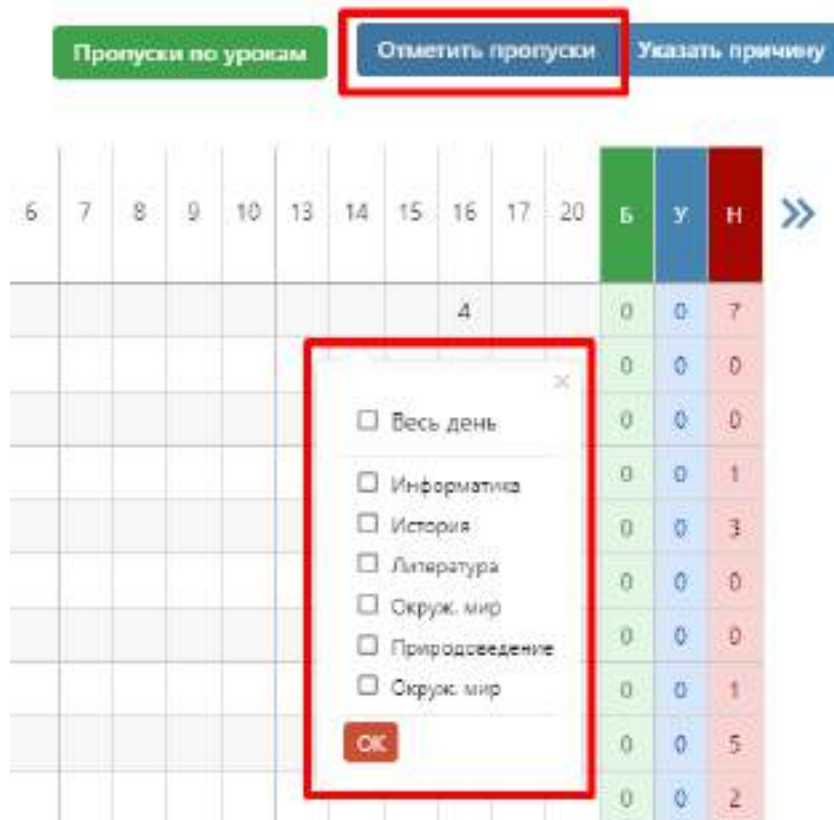 Пропуски по урокам Отметить пропуски Указать причину
6 7 8 9 10 13 14 15 16 17 20 Б У Н »
4 0 0 7
0 0 0
×
Весь день 0 0 0
Информатика 0 0 1
История 0 0 3
Литература 0 0 0
Окруж. мир
Природоведение 0 0 0
Окруж. мир 0 0 1
ОК 0 0 5
0 0 2